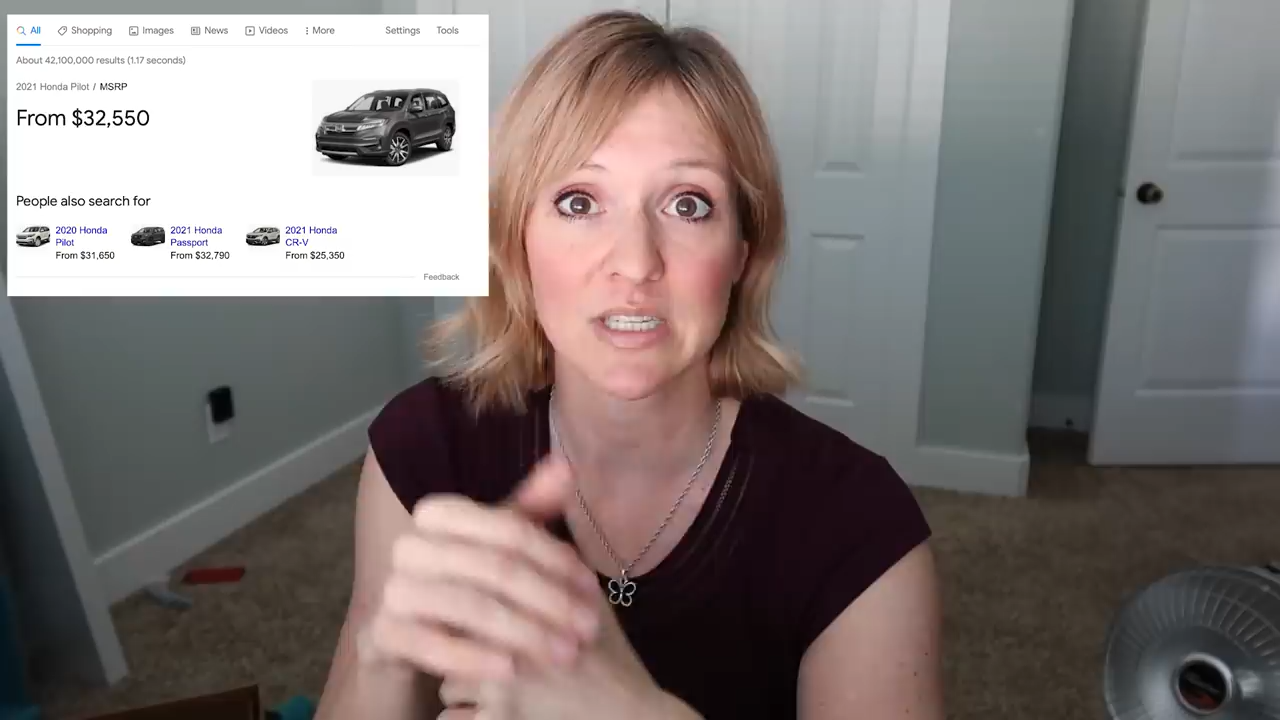 All Shopping Images News Videos More Settings Tools
About 42,100,000 results (1.17 seconds)
2021 Honda Pilot / MSRP
From $32,550
People also search for
2020 Honda Pilot From $31,650
2021 Honda Passport From $32,790
2021 Honda CR-V From $25,350
Feedback